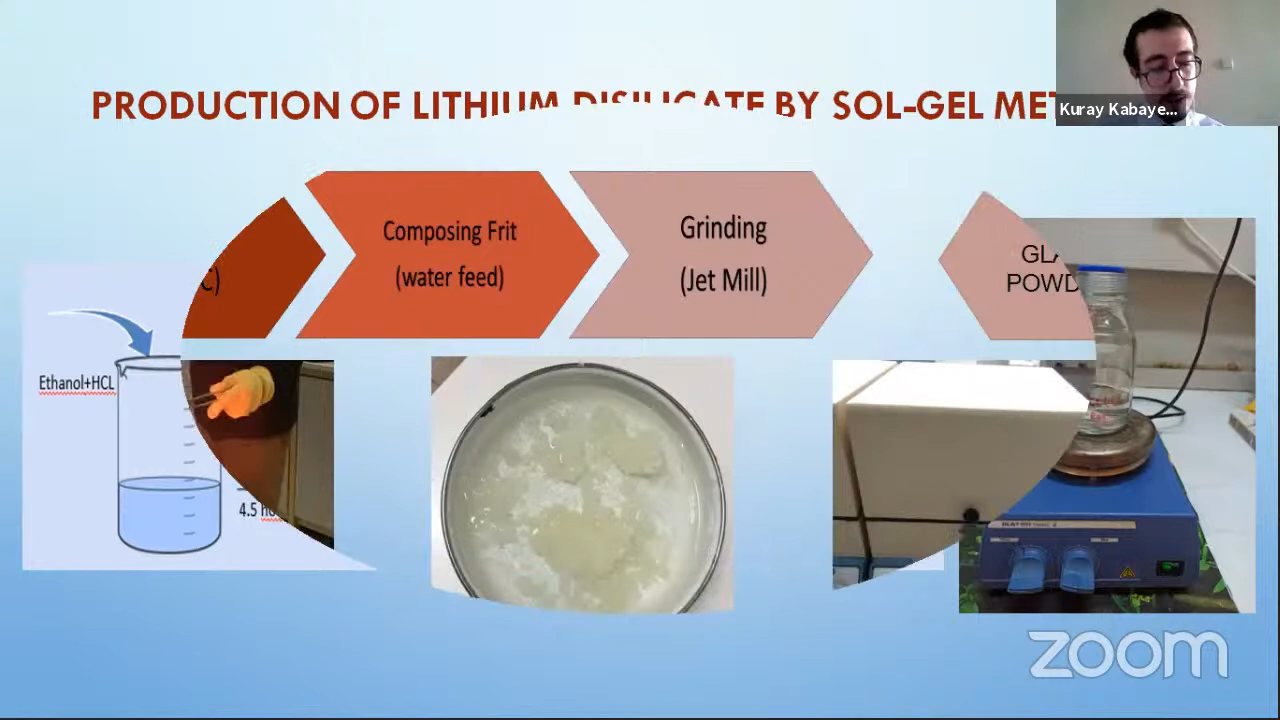 PRODUCTION OF LITHIUM DISILICATE BY SOL-GEL MET
Kuray Kabaye...
Composing Frit
(water feed)
Grinding
(Jet Mill)
GLA
POWD
C)
Ethanol+HCL
4.5 ho
zoom